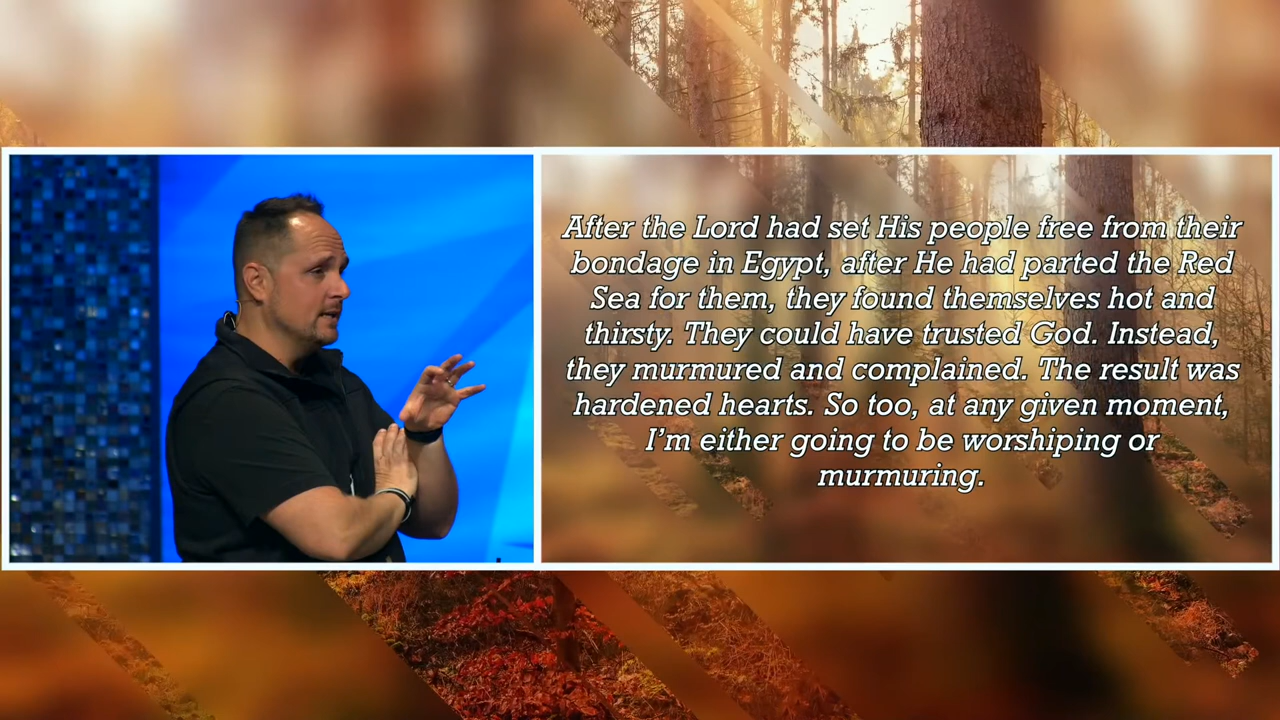 After the Lord had set His people free from their
bondage in Egypt, after He had parted the Red
Sea for them, they found themselves hot and
thirsty. They could have trusted God. Instead,
they murmured and complained. The result was
hardened hearts. So too, at any given moment,
I'm either going to be worshiping or
murmuring.